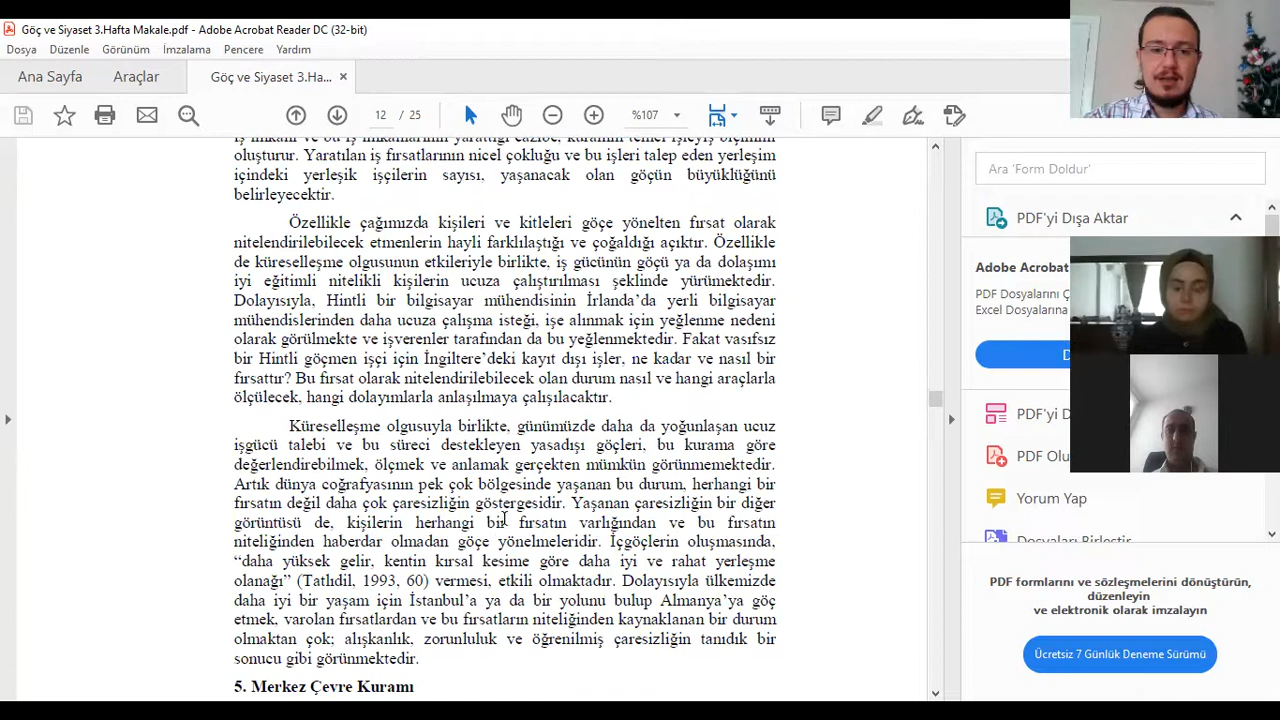 Göç ve Siyaset 3.Hafta Makale.pdf - Adobe Acrobat Reader DC (32-bit)
Dosya Düzenle Görünüm İmzalama Pencere Yardım
Ana Sayfa Araçlar Göç ve Siyaset 3.Ha... ×
12 / 25 %107
oluşturur. Yaratılan iş fırsatlarının nicel çokluğu ve bu işleri talep eden yerleşim
içindeki yerleşik işçilerin sayısı, yaşanacak olan göçün büyüklüğünü
belirleyecektir.
Özellikle çağımızda kişileri ve kitleleri göçe yönelten fırsat olarak
nitelendirilebilecek etmenlerin hayli farklılaştığı ve çoğaldığı açıktır. Özellikle
de küreselleşme olgusunun etkileriyle birlikte, iş gücünün göçü ya da dolaşımı
iyi eğitimli nitelikli kişilerin ucuza çalıştırılması şeklinde yürümektedir.
Dolayısıyla, Hintli bir bilgisayar mühendisinin İrlanda’da yerli bilgisayar
mühendislerinden daha ucuza çalışma isteği, işe alınmak için yeğlenme nedeni
olarak görülmekte ve işverenler tarafından da bu yeğlenmektedir. Fakat vasıfsız
bir Hintli göçmen işçi için İngiltere’deki kayıt dışı işler, ne kadar ve nasıl bir
fırsattır? Bu fırsat olarak nitelendirilebilecek olan durum nasıl ve hangi araçlarla
ölçülecek, hangi dolayımlarla anlaşılmaya çalışılacaktır.
Küreselleşme olgusuyla birlikte, günümüzde daha da yoğunlaşan ucuz
işgücü talebi ve bu süreci destekleyen yasadışı göçleri, bu kurama göre
değerlendirebilmek, ölçmek ve anlamak gerçekten mümkün görünmemektedir.
Artık dünya coğrafyasının pek çok bölgesinde yaşanan bu durum, herhangi bir
fırsatın değil daha çok çaresizliğin göstergesidir. Yaşanan çaresizliğin bir diğer
görüntüsü de, kişilerin herhangi bir fırsatın varlığından ve bu fırsatın
niteliğinden haberdar olmadan göçe yönelmeleridir. İçgöçlerin oluşmasında,
“daha yüksek gelir, kentin kırsal kesime göre daha iyi ve rahat yerleşme
olanağı” (Tatlıdil, 1993, 60) vermesi, etkili olmaktadır. Dolayısıyla ülkemizde
daha iyi bir yaşam için İstanbul’a ya da bir yolunu bulup Almanya’ya göç
etmek, varolan fırsatlardan ve bu fırsatların niteliğinden kaynaklanan bir durum
olmaktan çok; alışkanlık, zorunluluk ve öğrenilmiş çaresizliğin tanıdık bir
sonucu gibi görünmektedir.
5. Merkez Çevre Kuramı
Ara 'Form Doldur'
PDF'yi Dışa Aktar
Adobe Acrobat
PDF Dosyalarını Ç
Excel Dosyalarına
D
PDF'yi D
PDF Olu
Yorum Yap
Dosyaları Birleştir
PDF formlarını ve sözleşmelerini dönüştürün,
düzenleyin
ve elektronik olarak imzalayın
Ücretsiz 7 Günlük Deneme Sürümü